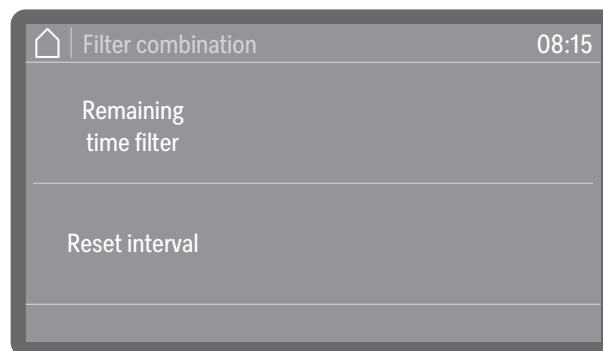 Filter combination 08:15
Remaining
time filter
Reset interval